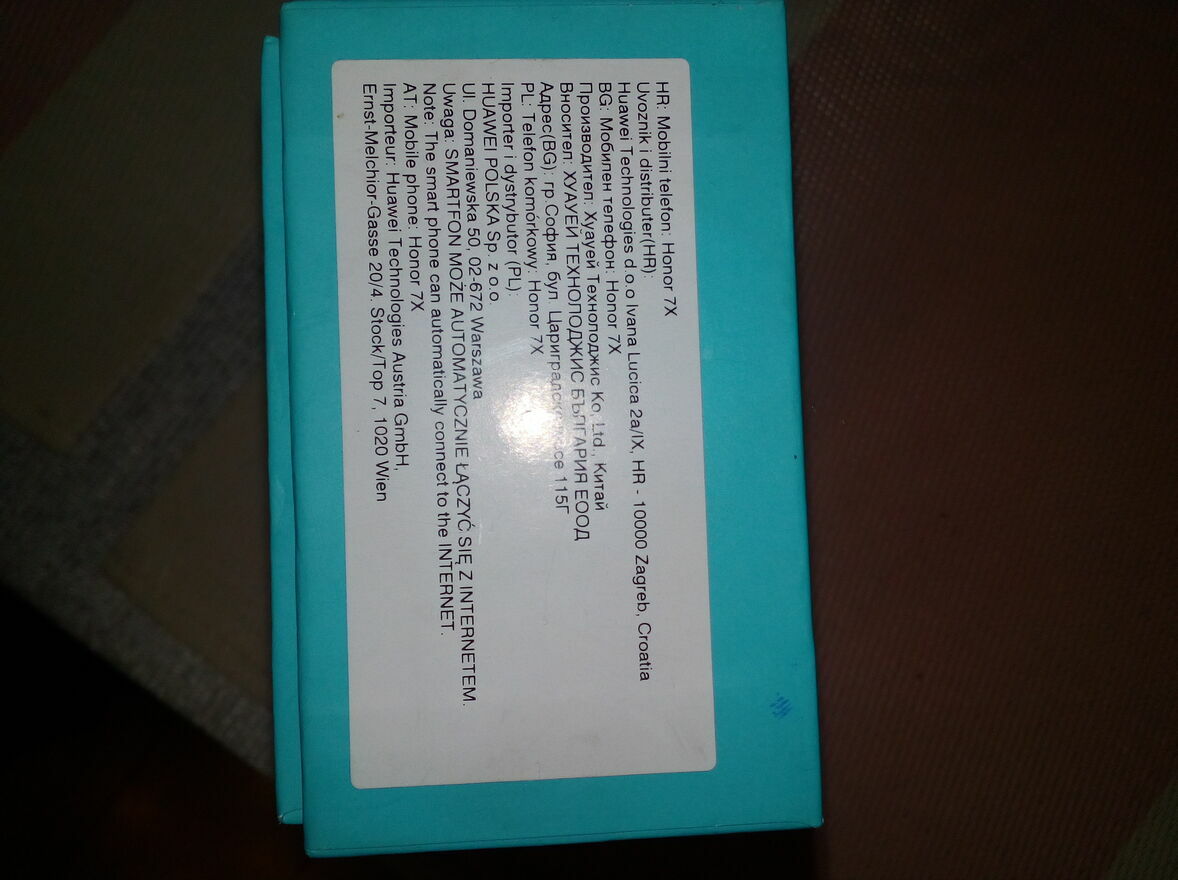 HR: Mobilni telefon: Honor 7X
Uvoznik i distributer(HR):
Huawei Technologies d.o.o Ivana Lucica 2a/IX, HR - 10000 Zagreb, Croatia
BG: Мобилен телефон: Honor 7X
Производител: Хуауей Технолоджис Ко, Ltd., Китай
Вносител: ХУАУЕЙ ТЕХНОЛОДЖИС БЪЛГАРИЯ ЕООД
Адрес(BG): гр.София, бул. 115Г
PL: Telefon komórkowy: Honor 7X
Importer i dystrybutor (PL):
HUAWEI POLSKA Sp. z o.o.
Ul. Domaniewska 50, 02-672 Warszawa
Uwaga: SMARTFON MOŻE AUTOMATYCZNIE ŁĄCZYĆ SIĘ Z INTERNETEM.
Note: The smart phone can automatically connect to the INTERNET.
AT: Mobile phone: Honor 7X
Importeur: Huawei Technologies Austria GmbH,
Ernst-Melchior-Gasse 20/4. Stock/Top 7, 1020 Wien